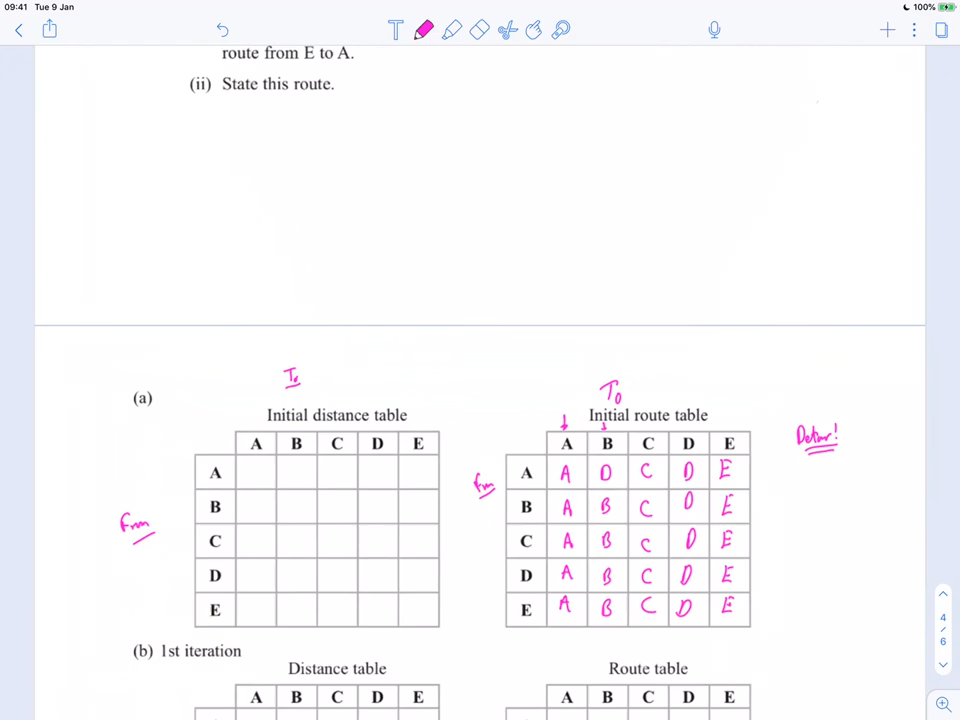 09:41 Tue 9 Jan
100%
route from E to A.
(ii) State this route.
(a)
To
To
Initial distance table
Initial route table
Detour!
A B C D E
A B C D E
From
From
A
A A D C D E
B
B A B C D E
C
C A B C D E
D
D A B C D E
E
E A B C D E
(b) 1st iteration
Distance table
Route table
A B C D E
A B C D E
4
/
6